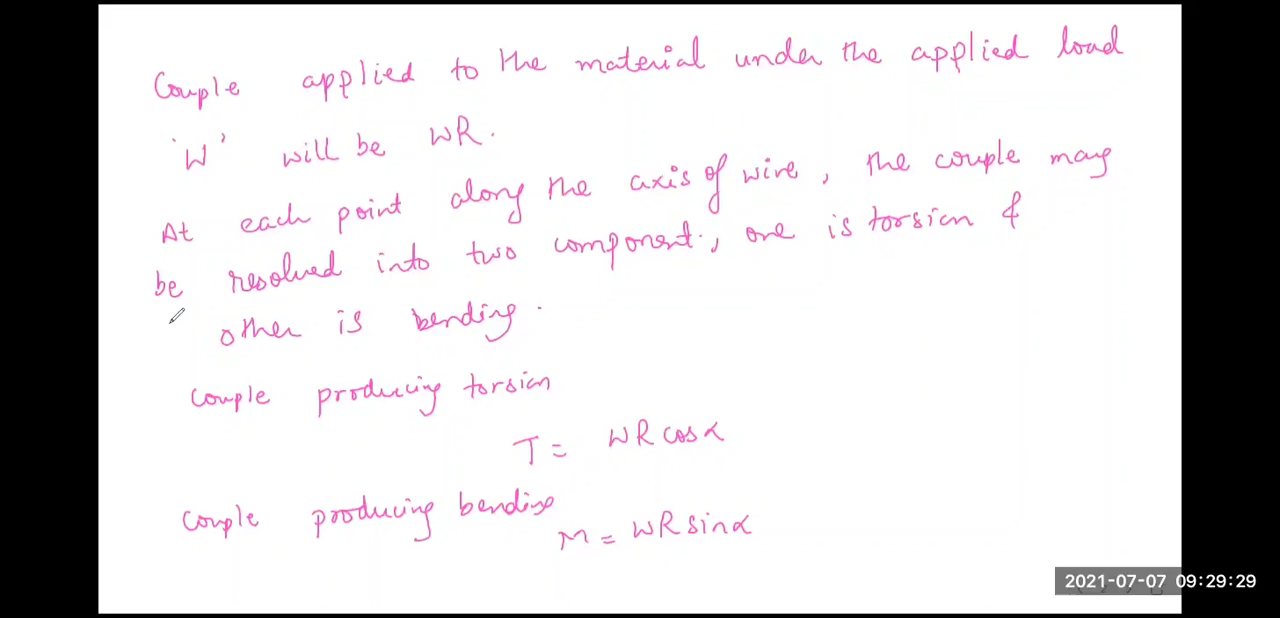 Couple applied to the material under the applied load
'W' will be WR.
At each point along the axis of wire, the couple may
be resolved into two component., one is torsion &
other is bending.
Couple producing torsion
T = WR cos α
Couple producing bending
M = WR sin α
2021-07-07 09:29:29